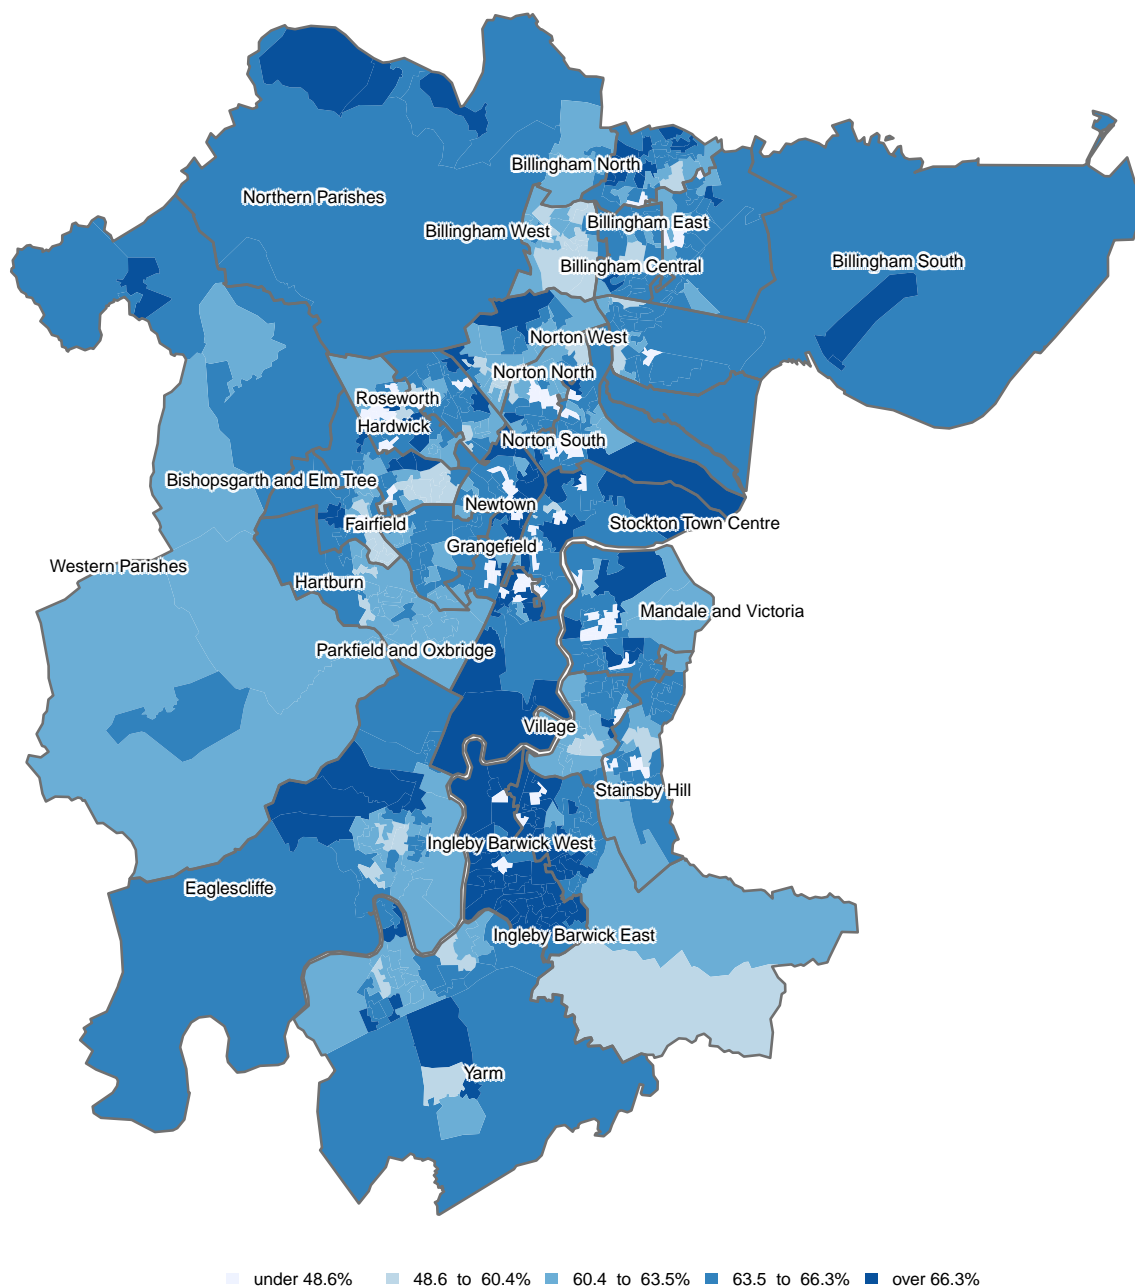 Billingham North
Northern Parishes
Billingham East
Billingham West
Billingham South
Billingham Central
Norton West
Norton North
Roseworth
Hardwick
Norton South
Bishopsgarth and Elm Tree
Newtown
Fairfield
Stockton Town Centre
Grangefield
Western Parishes
Hartburn
Mandale and Victoria
Parkfield and Oxbridge
Village
Stainsby Hill
Ingleby Barwick West
Eaglescliffe
Ingleby Barwick East
Yarm
under 48.6% 48.6 to 60.4% 60.4 to 63.5% 63.5 to 66.3% over 66.3%